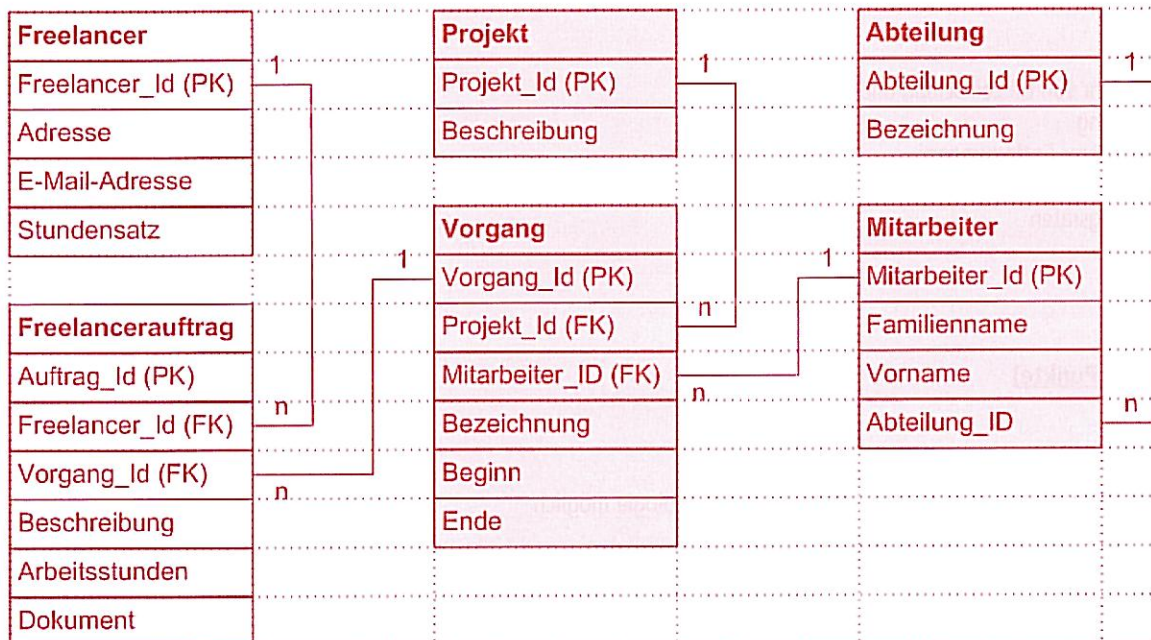 Freelancer
Freelancer_Id (PK)
Adresse
E-Mail-Adresse
Stundensatz
1
Freelancerauftrag
Auftrag_Id (PK)
Freelancer_Id (FK)
n
Vorgang_Id (FK)
n
Beschreibung
Arbeitsstunden
Dokument
Projekt
Projekt_Id (PK)
1
Beschreibung
Vorgang
1
Vorgang_Id (PK)
Projekt_Id (FK)
n
Mitarbeiter_ID (FK)
n
Bezeichnung
Beginn
Ende
Abteilung
Abteilung_Id (PK)
1
Bezeichnung
Mitarbeiter
1
Mitarbeiter_Id (PK)
Familienname
Vorname
Abteilung_ID
n